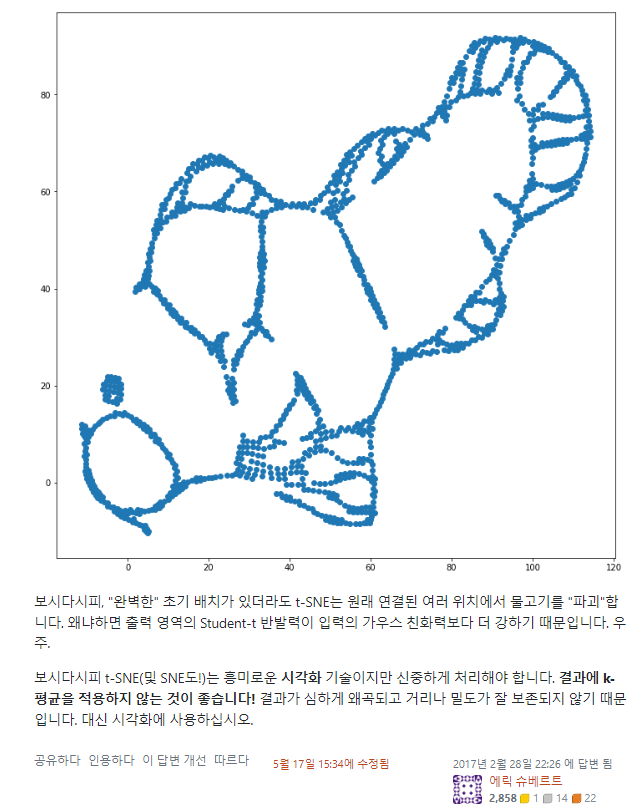 80
60
40
20
0
0 20 40 60 80 100 120
보시다시피, "완벽한" 초기 배치가 있더라도 t-SNE는 원래 연결된 여러 위치에서 물고기를 "파괴"합
니다. 왜냐하면 출력 영역의 Student-t 반발력이 입력의 가우스 친화력보다 더 강하기 때문입니다. 우
주.
보시다시피 t-SNE(및 SNE도!)는 흥미로운 시각화 기술이지만 신중하게 처리해야 합니다. 결과에 k-
평균을 적용하지 않는 것이 좋습니다! 결과가 심하게 왜곡되고 거리나 밀도가 잘 보존되지 않기 때문
입니다. 대신 시각화에 사용하십시오.
공유하다 인용하다 이 답변 개선 따르다 5월 17일 15:34에 수정됨 2017년 2월 28일 22:26 에 답변 됨
에릭 슈베르트
2,858 1 14 22